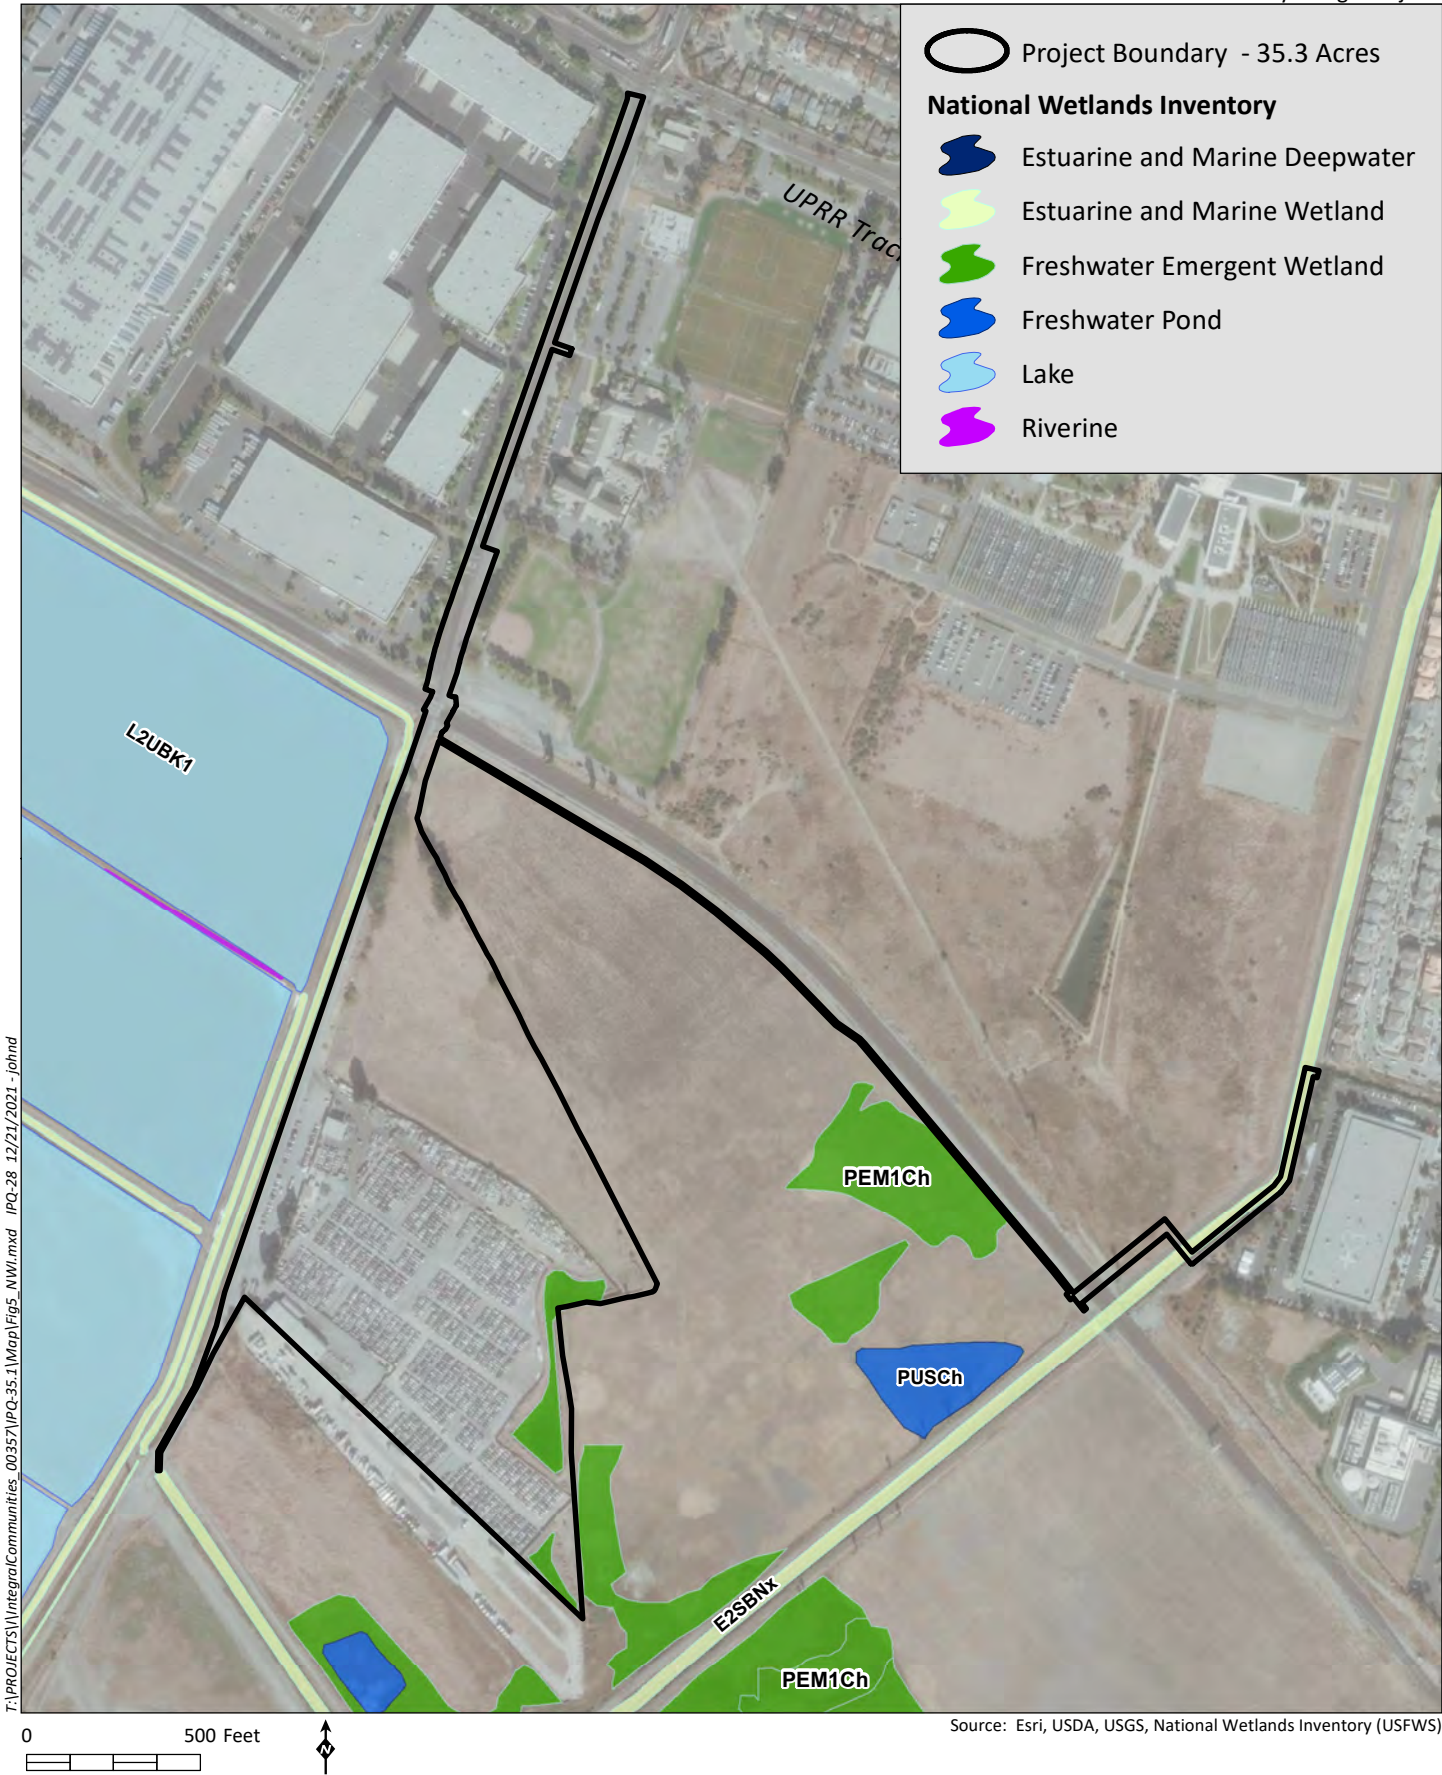 Project Boundary - 35.3 Acres
National Wetlands Inventory
Estuarine and Marine Deepwater
Estuarine and Marine Wetland
Freshwater Emergent Wetland
Freshwater Pond
Lake
Riverine
UPRR
L2UBK1
PEM1Ch
PUSCh
E2SBNx
PEM1Ch
T:\PROJECTS\I\IntegralCommunities_00357\IPQ-35.1\Map\Fig5_NWI.mxd IPQ-28 12/21/2021 - johnd
0 500 Feet
N
Source: Esri, USDA, USGS, National Wetlands Inventory (USFWS)